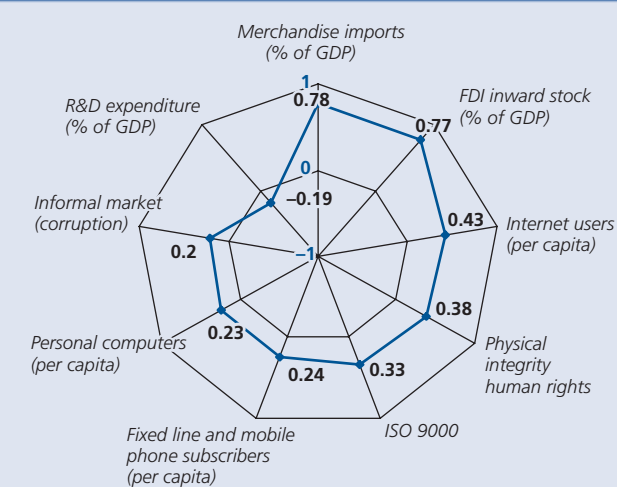 Merchandise imports
(% of GDP)
1
0.78
FDI inward stock
(% of GDP)
0.77
R&D expenditure
(% of GDP)
0
–0.19
Informal market
(corruption)
0.2
0.43
Internet users
(per capita)
–1
0.38
Physical
integrity
human rights
0.23
Personal computers
(per capita)
0.24
0.33
Fixed line and mobile
phone subscribers
(per capita)
ISO 9000